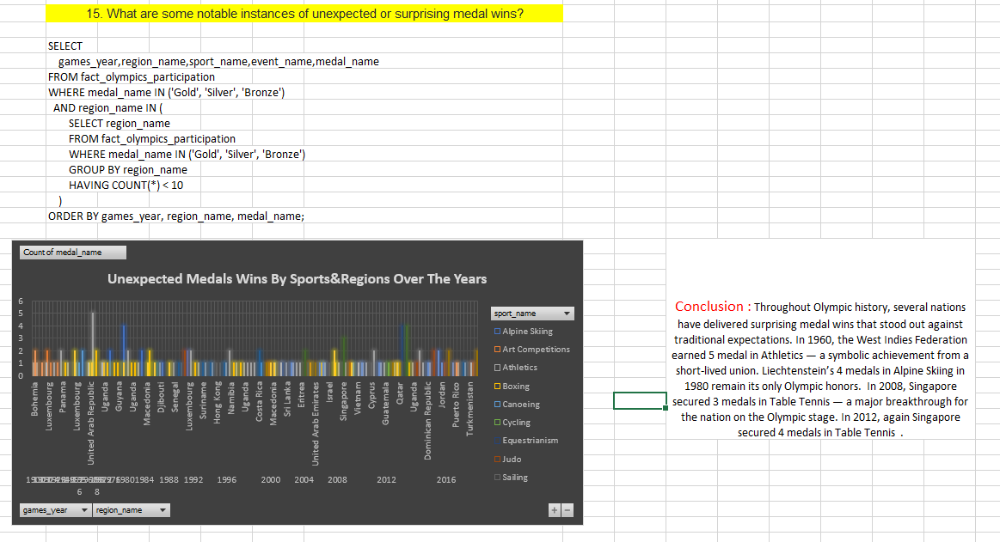 15. What are some notable instances of unexpected or surprising medal wins?
SELECT
games_year,region_name,sport_name,event_name,medal_name
FROM fact_olympics_participation
WHERE medal_name IN ('Gold', 'Silver', 'Bronze')
AND region_name IN (
SELECT region_name
FROM fact_olympics_participation
WHERE medal_name IN ('Gold', 'Silver', 'Bronze')
GROUP BY region_name
HAVING COUNT(*) < 10
)
ORDER BY games_year, region_name, medal_name;
Count of medal_name
Unexpected Medals Wins By Sports&Regions Over The Years
6
5
4
3
2
1
0
Bohemia
Luxembourg
Panama
Luxembourg
United Arab Republic
Uganda
Guyana
Uganda
Macedonia
Djibouti
Senegal
Luxembourg
Suriname
Hong Kong
Namibia
Uganda
Costa Rica
Macedonia
Sri Lanka
Eritrea
United Arab Emirates
Israel
Singapore
Vietnam
Cyprus
Guatemala
Qatar
Uganda
Dominican Republic
Jordan
Puerto Rico
Turkmenistan
1980 1984 1988 1992 1996 2000 2004 2008 2012 2016
sport_name
Alpine Skiing
Art Competitions
Athletics
Boxing
Canoeing
Cycling
Equestrianism
Judo
Sailing
games_year
region_name
+ −
Conclusion : Throughout Olympic history, several nations
have delivered surprising medal wins that stood out against
traditional expectations. In 1960, the West Indies Federation
earned 5 medal in Athletics — a symbolic achievement from a
short-lived union. Liechtenstein's 4 medals in Alpine Skiing in
1980 remain its only Olympic honors. In 2008, Singapore
secured 3 medals in Table Tennis — a major breakthrough for
the nation on the Olympic stage. In 2012, again Singapore
secured 4 medals in Table Tennis .